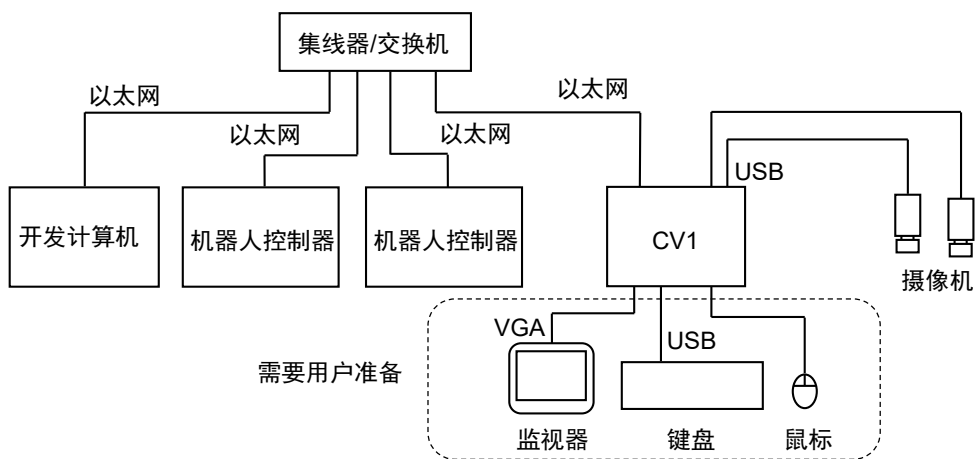 集线器/交换机
以太网
以太网
以太网
以太网
USB
开发计算机
机器人控制器
机器人控制器
CV1
摄像机
VGA
USB
需要用户准备
监视器
键盘
鼠标